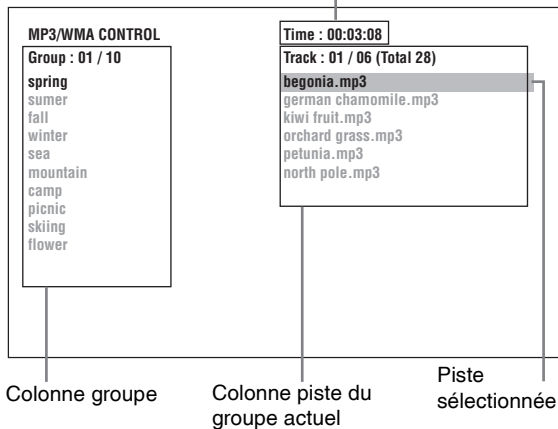 MP3/WMA CONTROL
Group : 01 / 10
spring
sumer
fall
winter
sea
mountain
camp
picnic
skiing
flower
Time : 00:03:08
Track : 01 / 06 (Total 28)
begonia.mp3
german chamomile.mp3
kiwi fruit.mp3
orchard grass.mp3
petunia.mp3
north pole.mp3
Colonne groupe
Colonne piste du
groupe actuel
Piste
sélectionnée